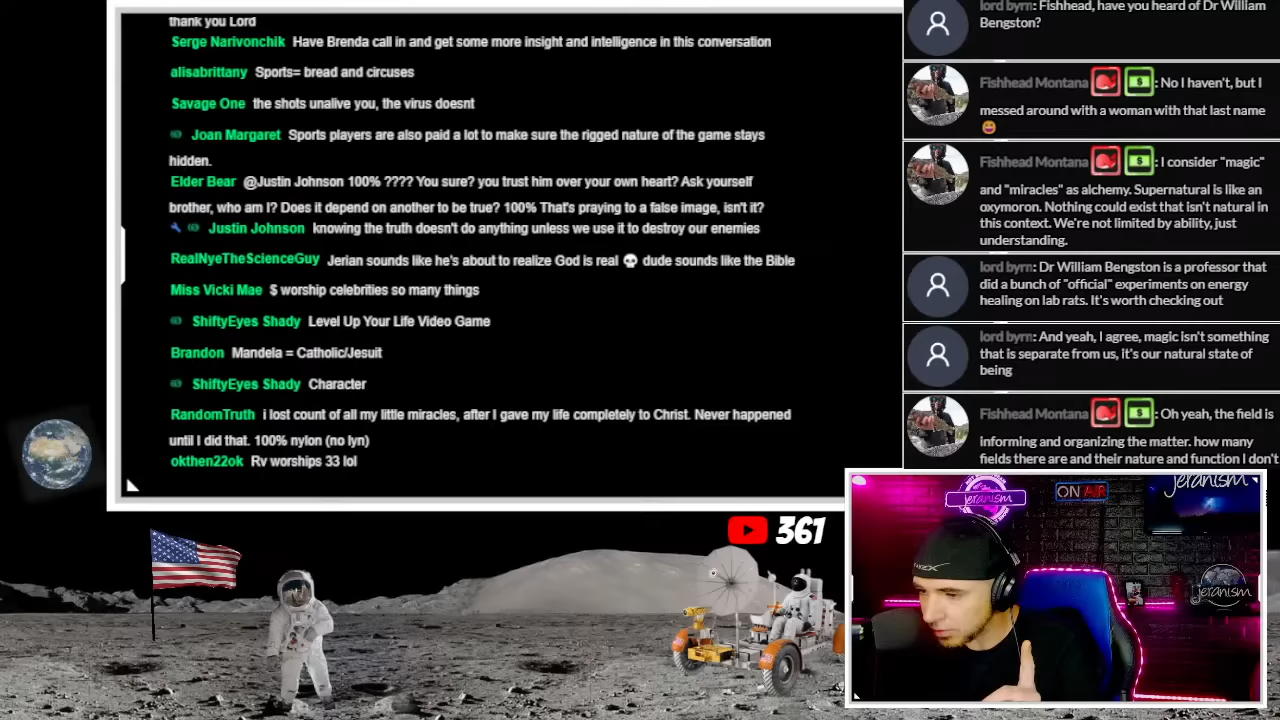 thank you Lord
Serge Narivonchik Have Brenda call in and get some more insight and intelligence in this conversation
alisabrittany Sports= bread and circuses
Savage One the shots unalive you, the virus doesnt
Joan Margaret Sports players are also paid a lot to make sure the rigged nature of the game stays
hidden.
Elder Bear @Justin Johnson 100% ???? You sure? you trust him over your own heart? Ask yourself
brother, who am I? Does it depend on another to be true? 100% That's praying to a false image, isn't it?
Justin Johnson knowing the truth doesn't do anything unless we use it to destroy our enemies
RealNyeTheScienceGuy Jerian sounds like he's about to realize God is real 💀 dude sounds like the Bible
Miss Vicki Mae $ worship celebrities so many things
ShiftyEyes Shady Level Up Your Life Video Game
Brandon Mandela = Catholic/Jesuit
ShiftyEyes Shady Character
RandomTruth i lost count of all my little miracles, after I gave my life completely to Christ. Never happened
until I did that. 100% nylon (no lyn)
okthen22ok Rv worships 33 lol
lord byrn: Fishhead, have you heard of Dr William
Bengston?
Fishhead Montana : No I haven't, but I
messed around with a woman with that last name
😄
Fishhead Montana : I consider "magic"
and "miracles" as alchemy. Supernatural is like an
oxymoron. Nothing could exist that isn't natural in
this context. We're not limited by ability, just
understanding.
lord byrn: Dr William Bengston is a professor that
did a bunch of "official" experiments on energy
healing on lab rats. It's worth checking out
lord byrn: And yeah, I agree, magic isn't something
that is separate from us, it's our natural state of
being
Fishhead Montana : Oh yeah, the field is
informing and organizing the matter. how many
fields there are and their nature and function I don't
361
Jeranism
ON AIR
Jeranism
Jeranism